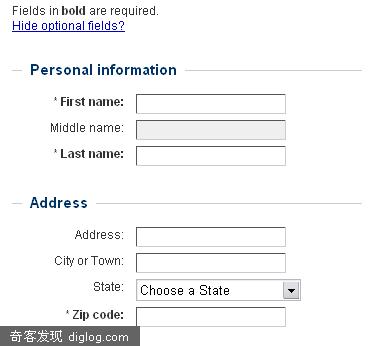 Fields in bold are required.
Hide optional fields?
Personal information
* First name:
Middle name:
* Last name:
Address
Address:
City or Town:
State: Choose a State
* Zip code:
奇客发现 diglog.com